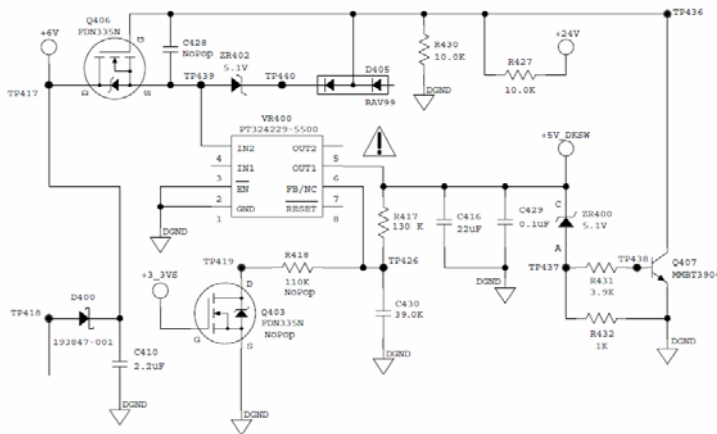 Q406
FDN335N
TP436
+6V
G
C428
NoPop
ZR402
5.1V
D405
R430
10.0K
+24V
R427
10.0K
TP417
D
S
TP439
TP440
BAV99
DGND
VR400
PT324229-5500
IN2
OUT2
4
5
IN1
OUT1
3
6
EN
FB/NC
2
7
GND
RESET
1
8
DGND
+5V_DKSW
R417
130 K
C416
22uF
C429
0.1uF
C
ZR400
5.1V
A
TP419
R418
110K
NoPop
TP426
DGND
TP437
TP438
Q407
MMBT3904
R431
3.9K
+3_3VS
D
Q403
FDN335N
NoPop
G
S
C430
39.0K
R432
1K
DGND
DGND
TP418
D400
193847-001
C410
2.2uF
DGND
DGND